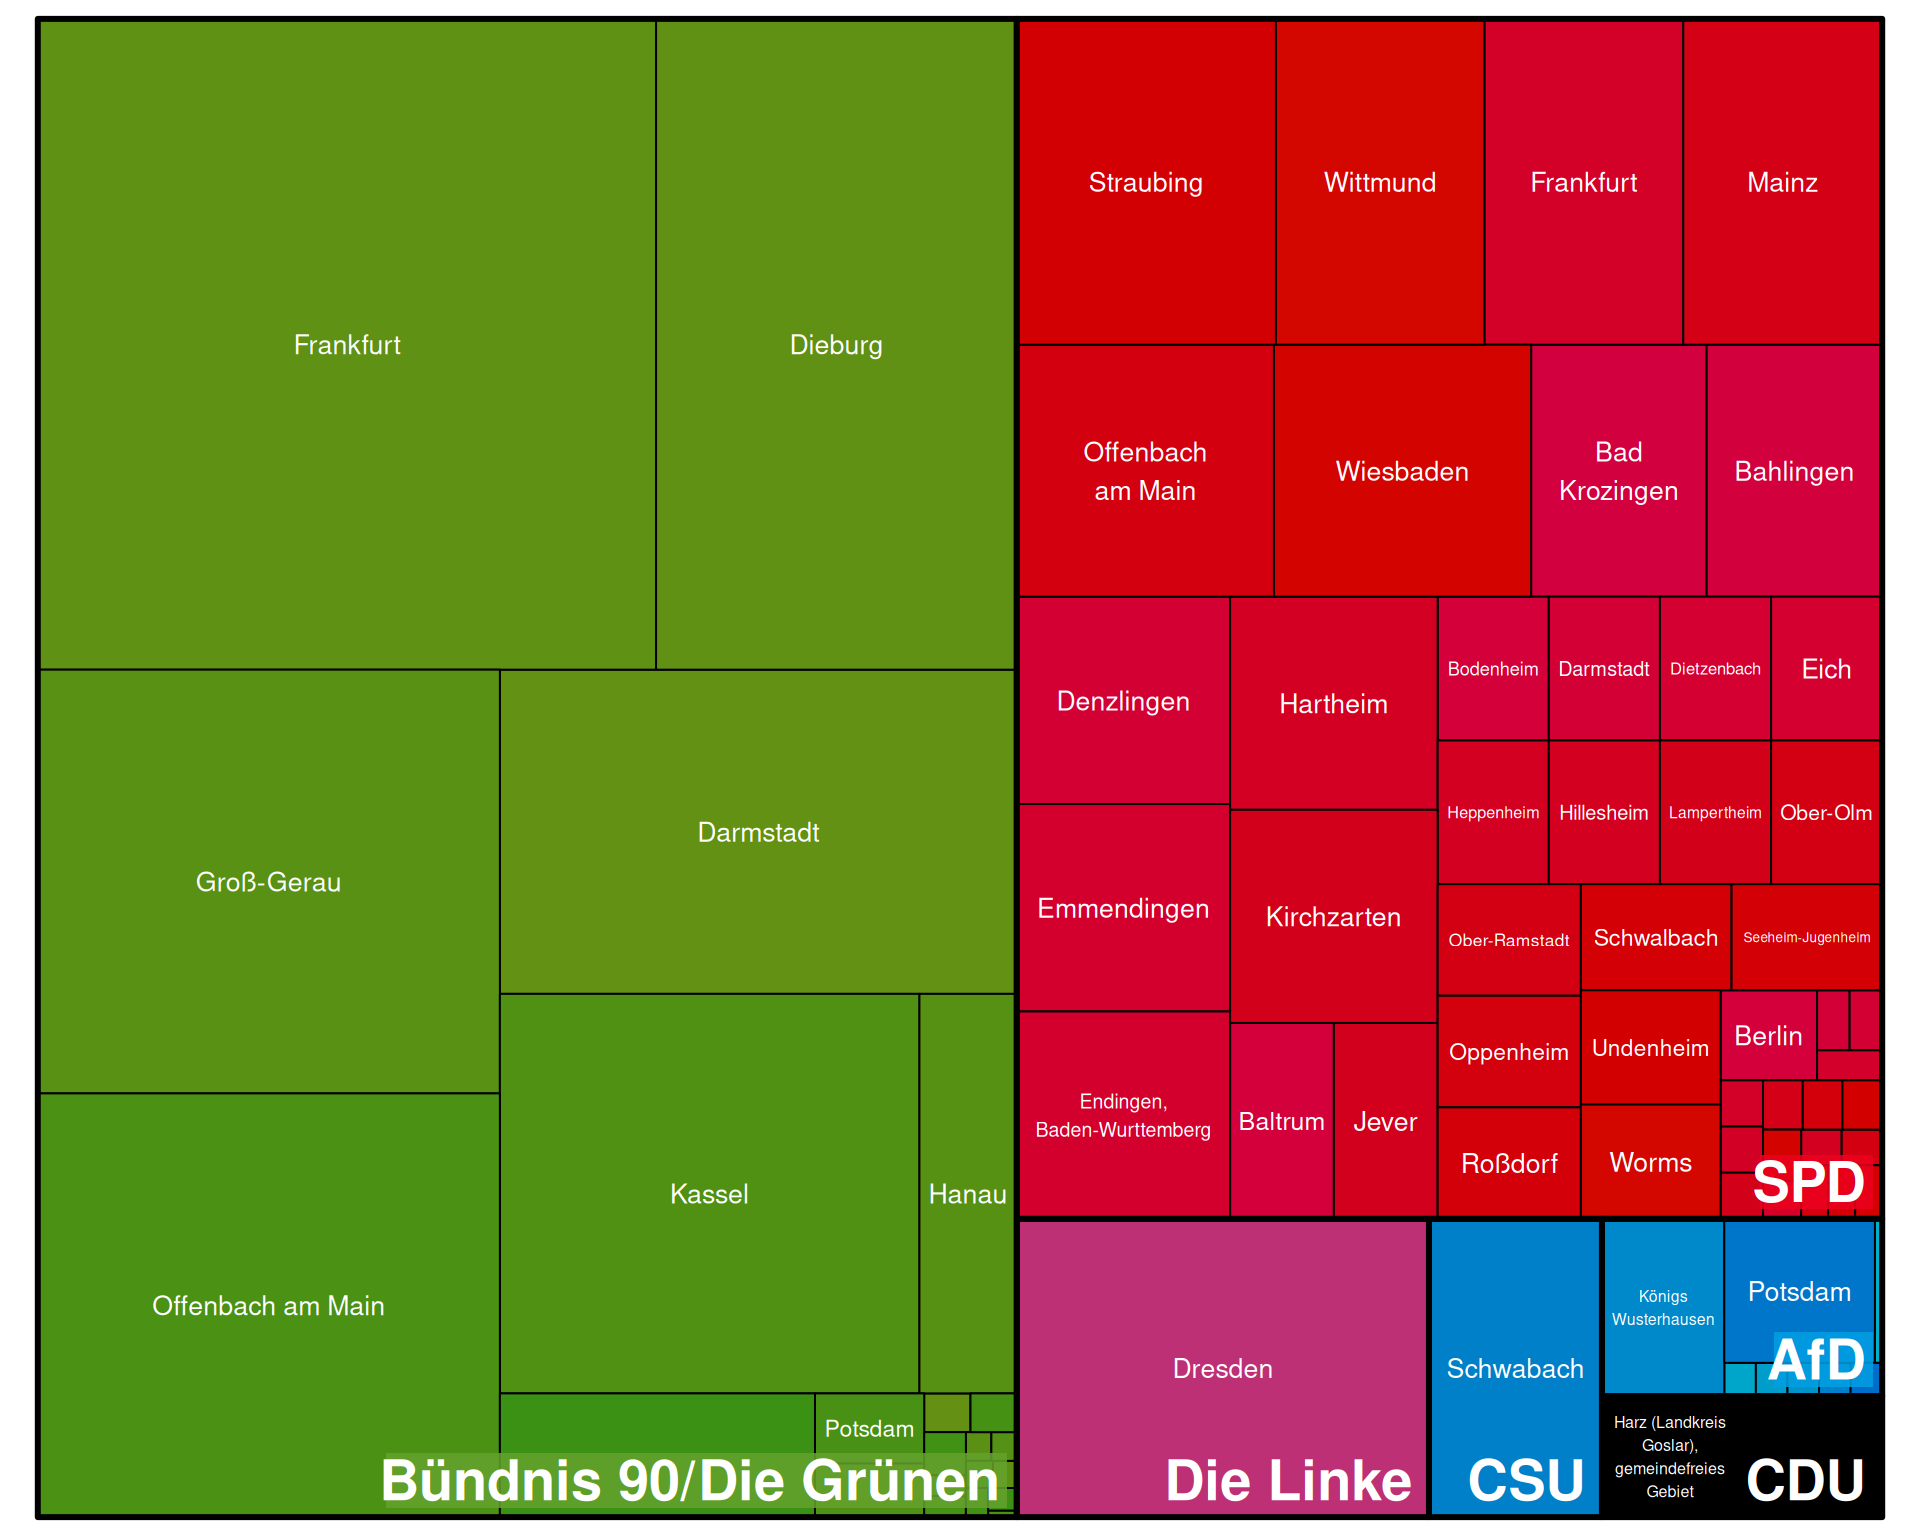 Frankfurt
Dieburg
Groß-Gerau
Darmstadt
Offenbach am Main
Kassel
Hanau
Potsdam
Bündnis 90/Die Grünen
Straubing
Wittmund
Frankfurt
Mainz
Offenbach
am Main
Wiesbaden
Bad
Krozingen
Bahlingen
Denzlingen
Hartheim
Bodenheim
Darmstadt
Dietzenbach
Eich
Heppenheim
Hillesheim
Lampertheim
Ober-Olm
Emmendingen
Kirchzarten
Ober-Ramstadt
Schwalbach
Seeheim-Jugenheim
Oppenheim
Undenheim
Berlin
Endingen,
Baden-Wurttemberg
Baltrum
Jever
Roßdorf
Worms
SPD
Dresden
Die Linke
Schwabach
CSU
Königs
Wusterhausen
Potsdam
AfD
Harz (Landkreis
Goslar),
gemeindefreies
Gebiet
CDU